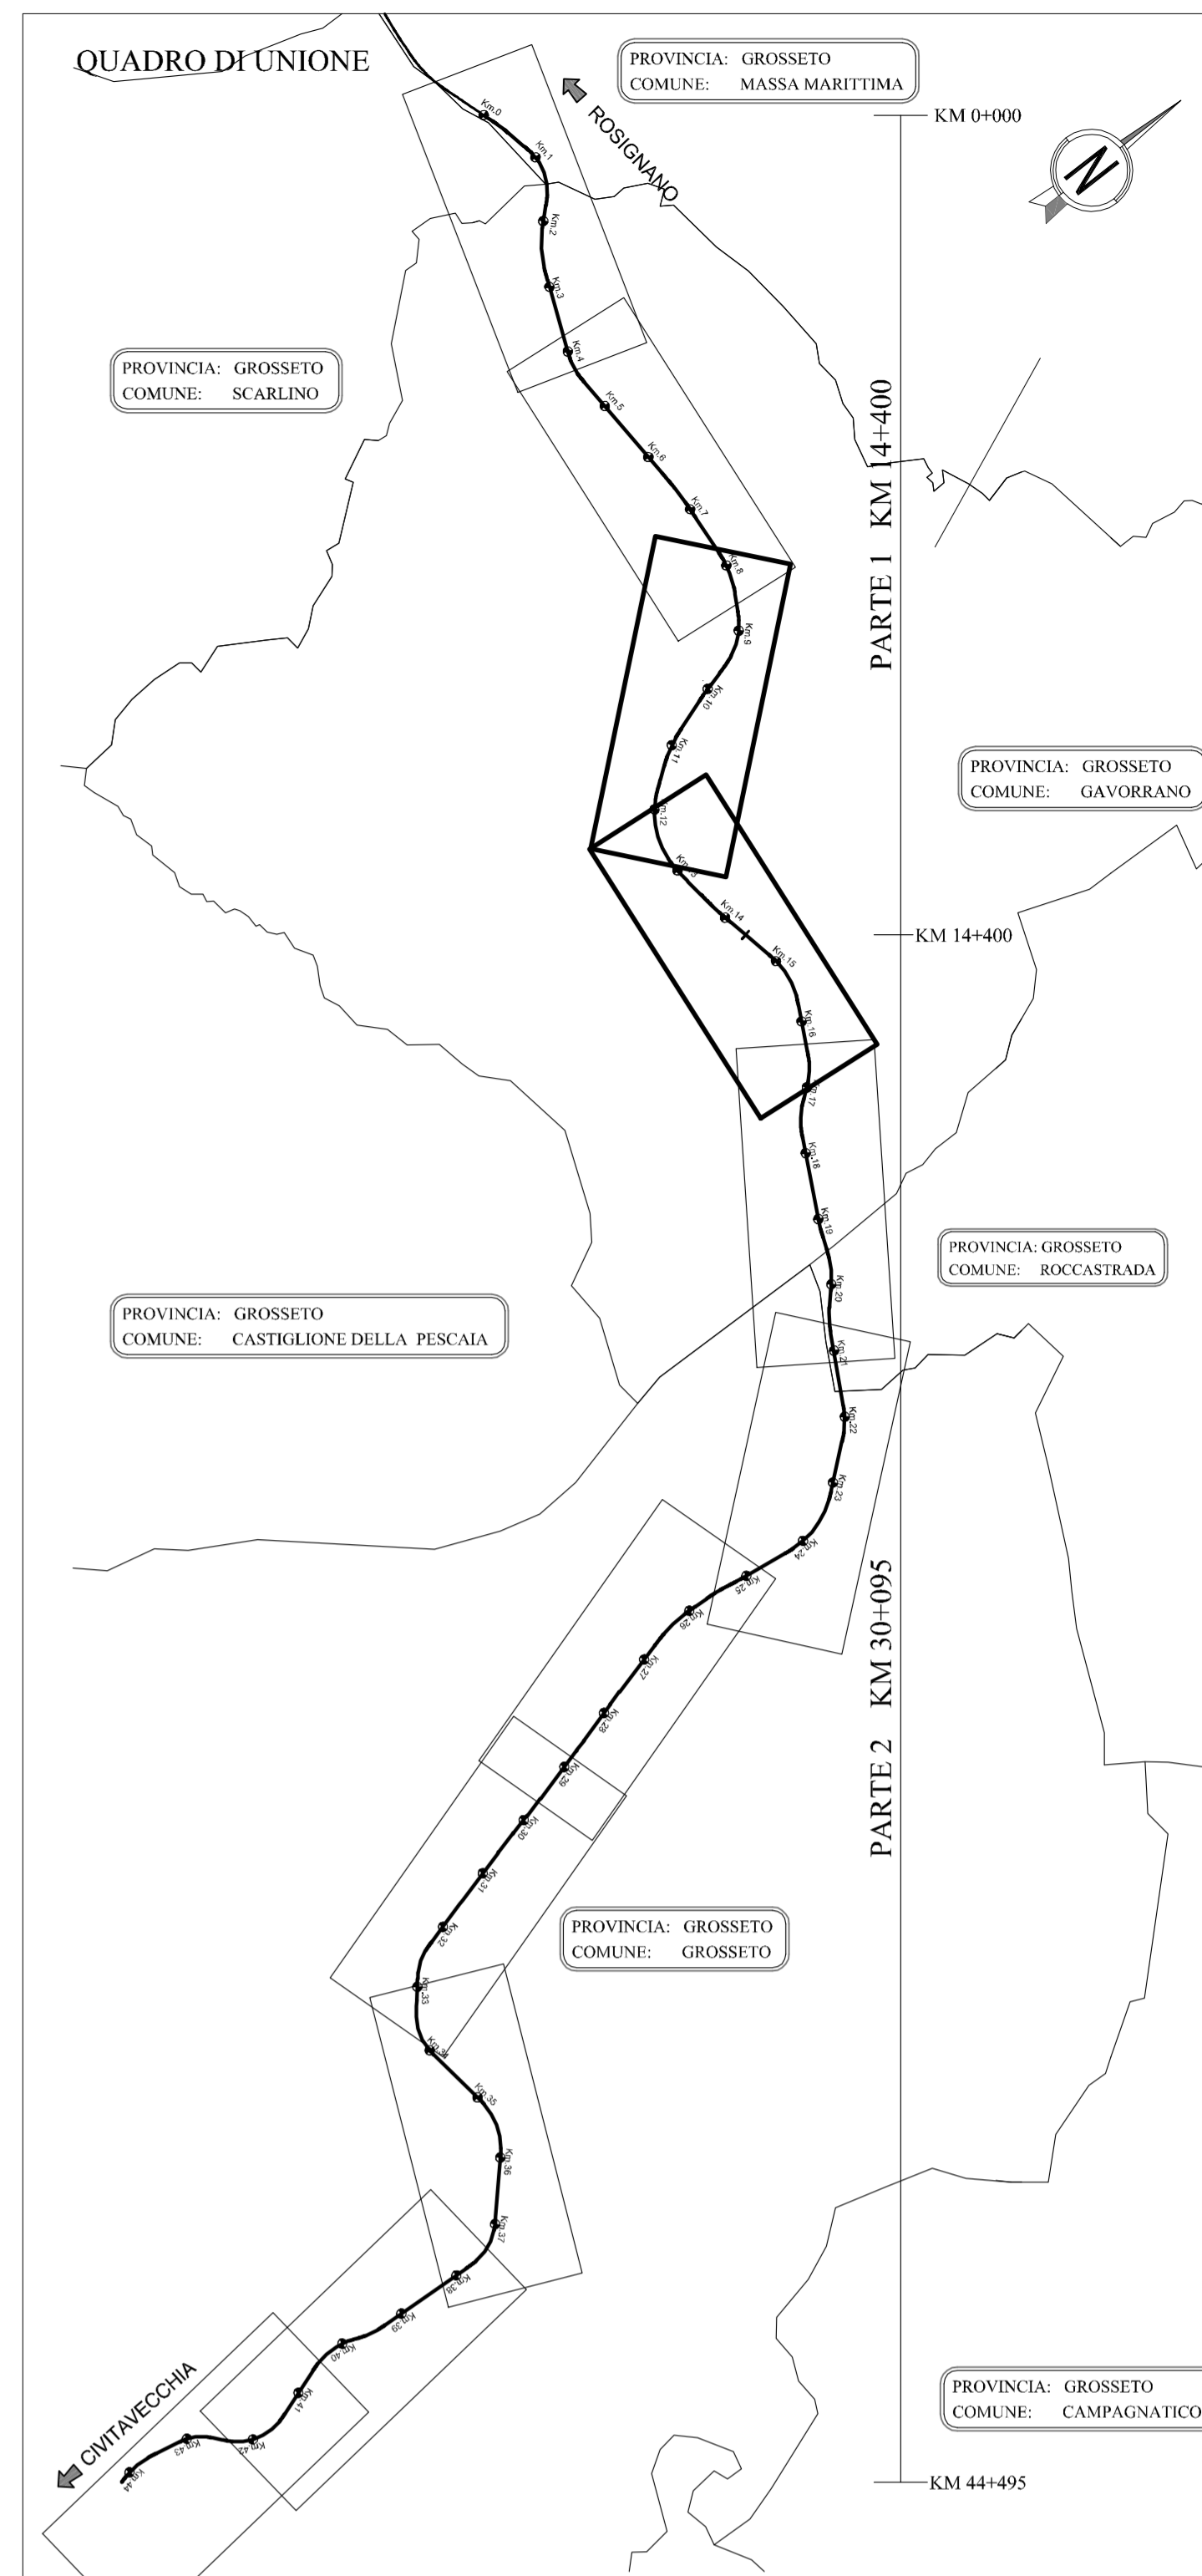 QUADRO DI UNIONE
PROVINCIA: GROSSETO
COMUNE: MASSA MARITTIMA
ROSIGNANO
KM 0+000
N
Km.0
Km.1
Km.2
Km.3
PROVINCIA: GROSSETO
COMUNE: SCARLINO
Km.4
Km.5
Km.6
Km.7
PARTE 1 KM 14+400
Km.8
Km.9
Km.10
Km.11
PROVINCIA: GROSSETO
COMUNE: GAVORRANO
Km.12
Km.14
KM 14+400
Km.15
Km.16
Km.17
Km.18
Km.19
PROVINCIA: GROSSETO
COMUNE: ROCCASTRADA
Km.20
PROVINCIA: GROSSETO
COMUNE: CASTIGLIONE DELLA PESCAIA
Km.21
Km.22
Km.23
Km.24
Km.25
Km.26
PARTE 2 KM 30+095
Km.27
Km.28
Km.29
Km.30
Km.31
Km.32
PROVINCIA: GROSSETO
COMUNE: GROSSETO
Km.33
Km.34
Km.35
Km.36
Km.37
Km.38
Km.39
Km.40
CIVITAVECCHIA
Km.41
Km.42
Km.43
Km.44
PROVINCIA: GROSSETO
COMUNE: CAMPAGNATICO
KM 44+495